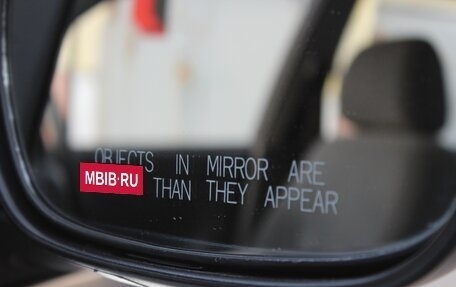 OBJECTS IN MIRROR ARE
MBIB.RU THAN THEY APPEAR